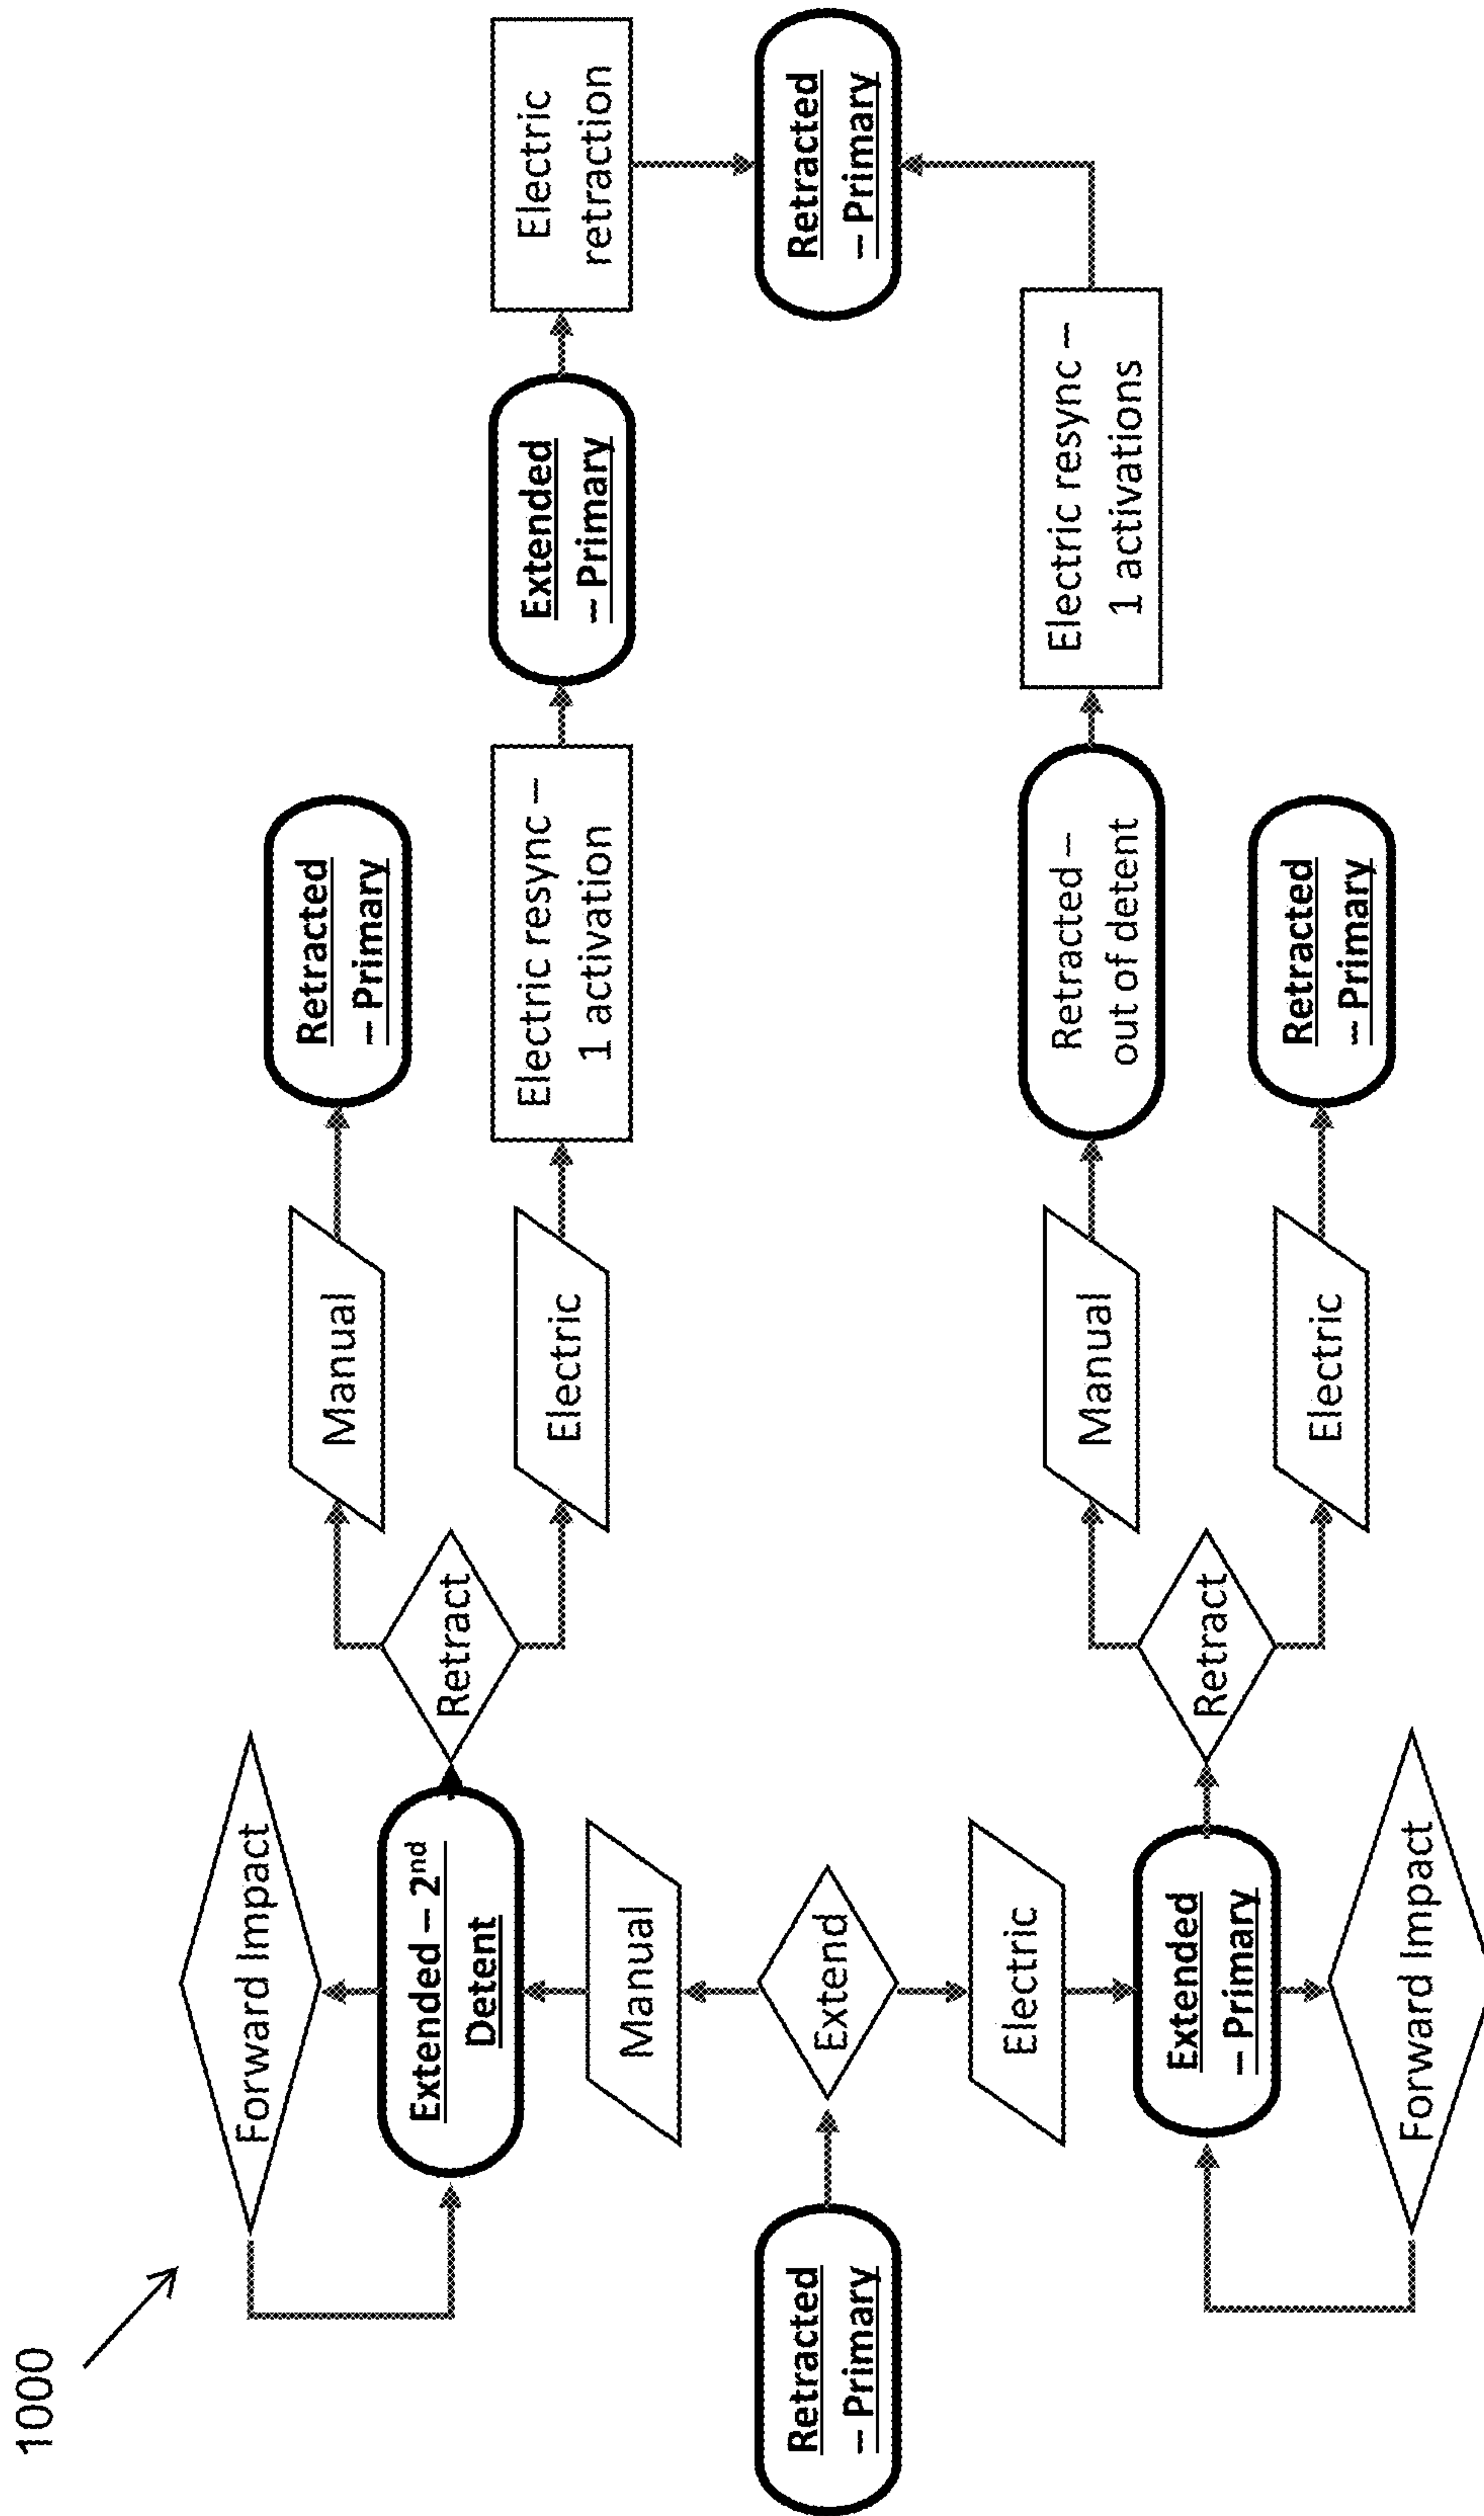 1000
Forward Impact
Manual
Retracted
– Primary
Extended – 2nd
Detent
Retract
Electric
Electric resync –
1 activation
Extended
– Primary
Electric
retraction
Manual
Retracted
– Primary
Extend
Retracted
– Primary
Electric
Manual
Retracted –
out of detent
Electric resync –
1 activations
Extended
– Primary
Retract
Electric
Retracted
– Primary
Forward Impact